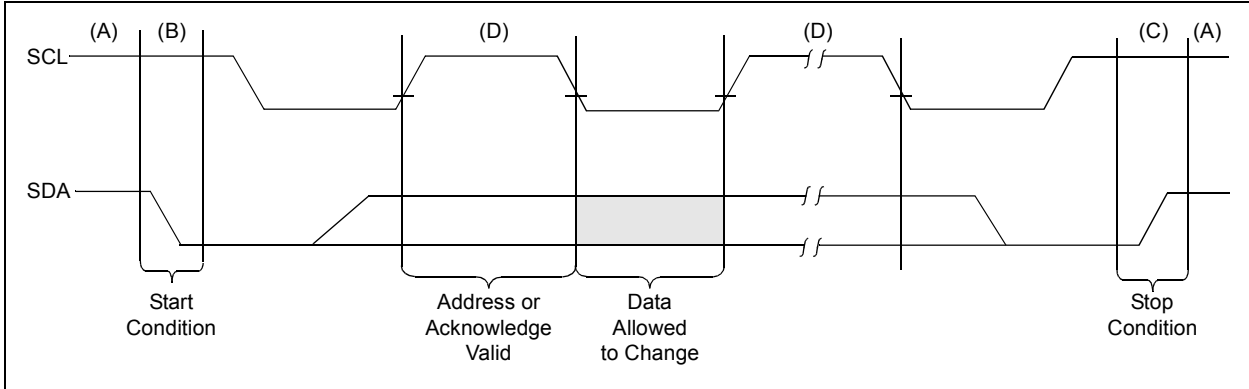 (A) (B) (D) (D) (C) (A)
SCL
SDA
Start
Condition
Address or
Acknowledge
Valid
Data
Allowed
to Change
Stop
Condition